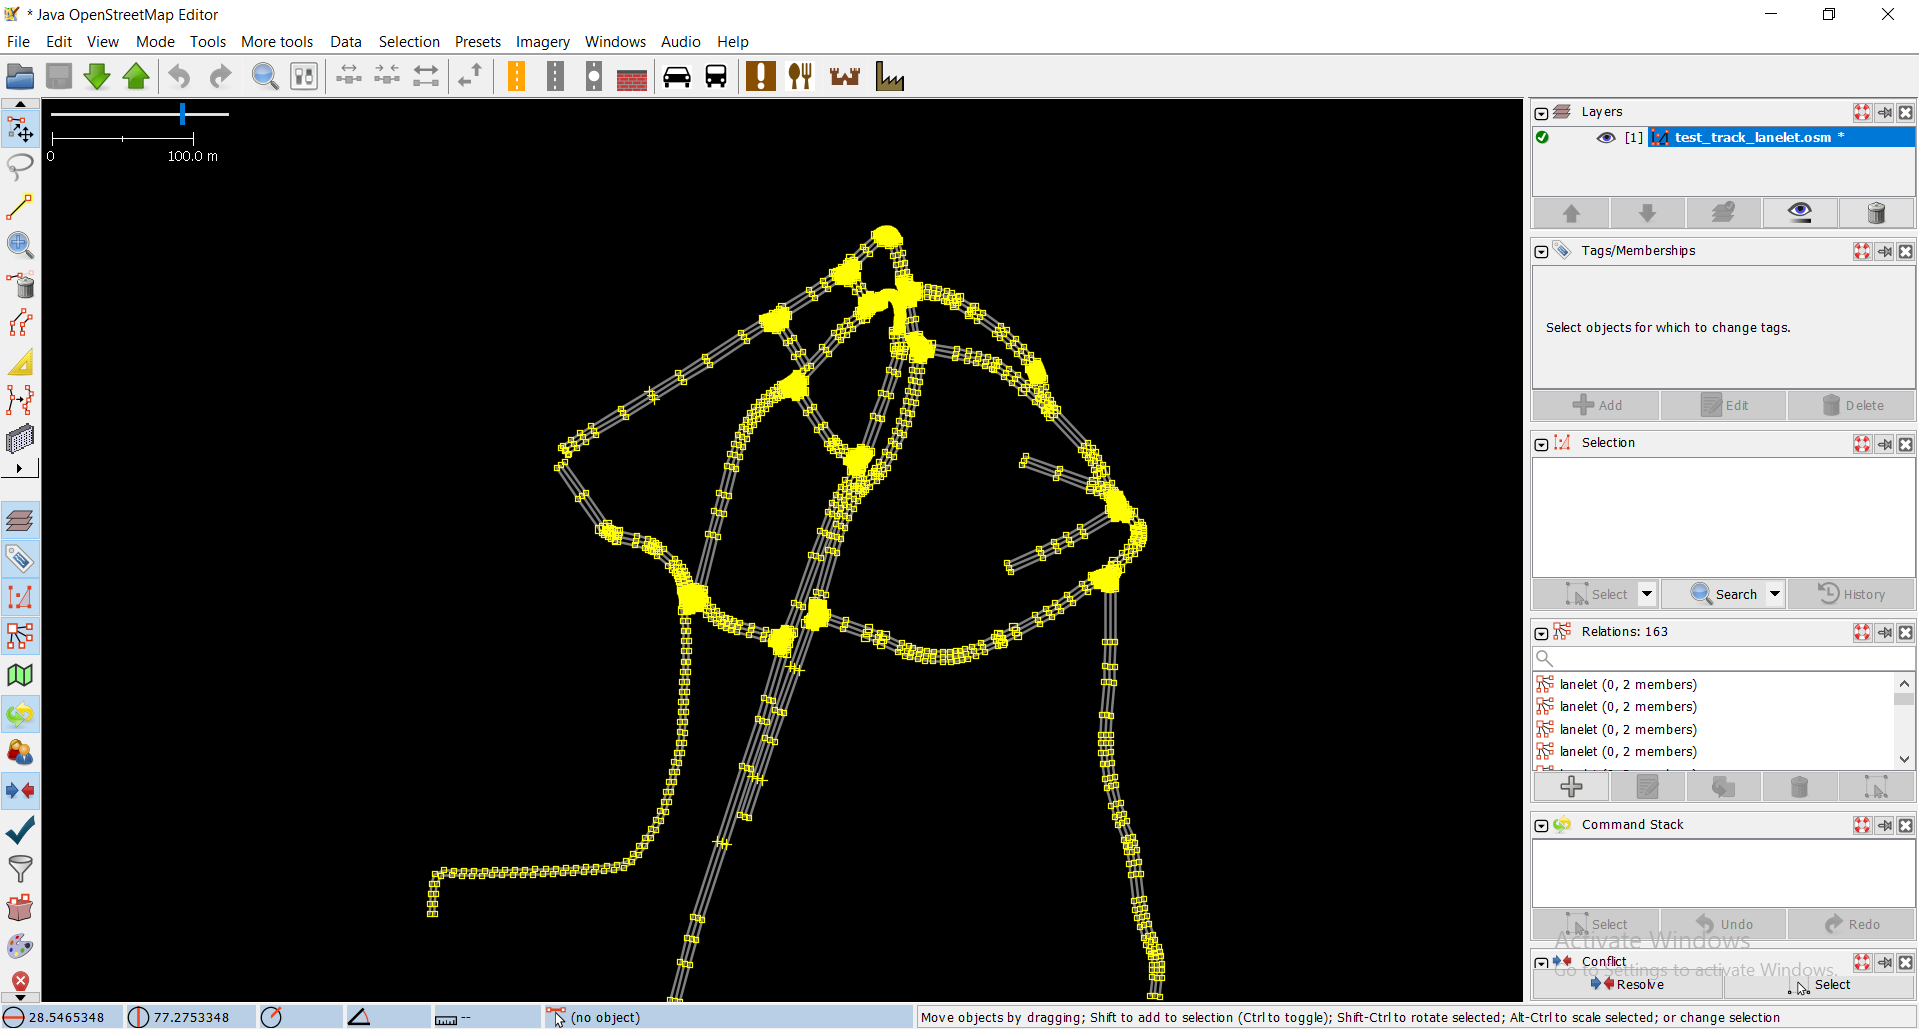 * Java OpenStreetMap Editor
File Edit View Mode Tools More tools Data Selection Presets Imagery Windows Audio Help
0 100.0 m
Layers
[1] test_track_lanelet.osm *
Tags/Memberships
Select objects for which to change tags.
Add Edit Delete
Selection
Select Search History
Relations: 163
lanelet (0, 2 members)
lanelet (0, 2 members)
lanelet (0, 2 members)
lanelet (0, 2 members)
Command Stack
Select Undo Redo
Activate Windows
Conflict
Go to Settings to activate Windows.
Resolve Select
28.5465348 77.2753348 -- (no object) Move objects by dragging; Shift to add to selection (Ctrl to toggle); Shift-Ctrl to rotate selected; Alt-Ctrl to scale selected; or change selection